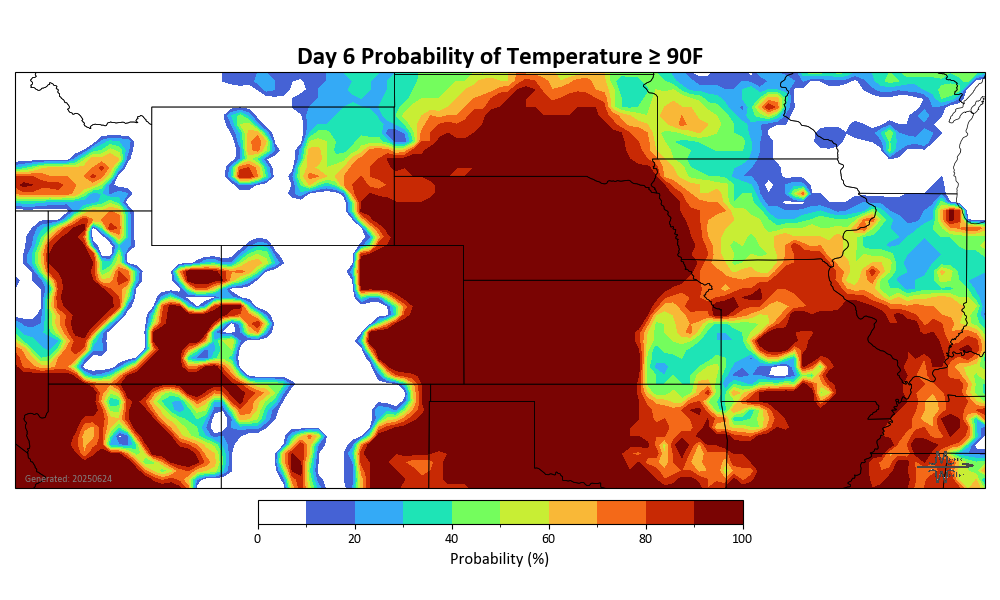 Day 6 Probability of Temperature ≥ 90F
Generated: 20250624
0 20 40 60 80 100
Probability (%)